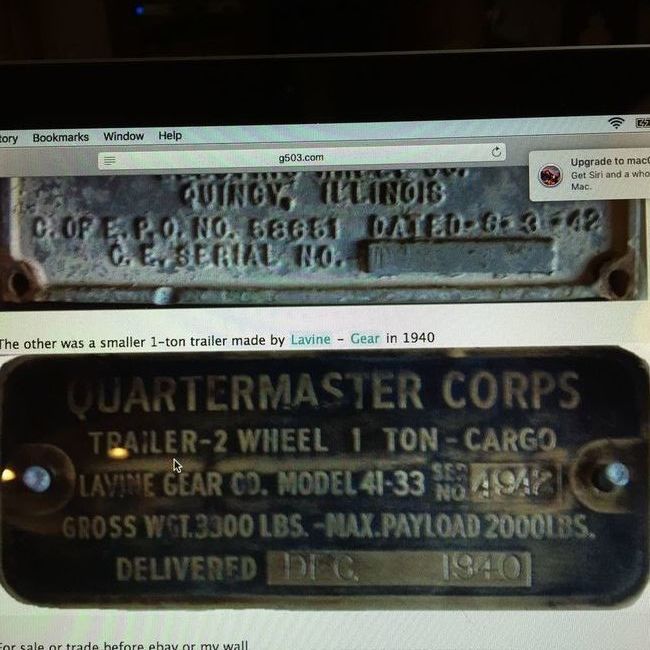 tory Bookmarks Window Help
g503.com
Upgrade to mac
Get Siri and a who
Mac.
QUINCY, ILLINOIS
C. OF E. P. O. NO. 58651 DATED-6-3-42
C. E. SERIAL NO.
The other was a smaller 1-ton trailer made by Lavine - Gear in 1940
QUARTERMASTER CORPS
TRAILER-2 WHEEL 1 TON-CARGO
LAVINE GEAR CO. MODEL 41-33 SER. NO. 4942
GROSS WGT.3300 LBS.-MAX.PAYLOAD 2000LBS.
DELIVERED DEC. 1940
For sale or trade before ebay or my wall